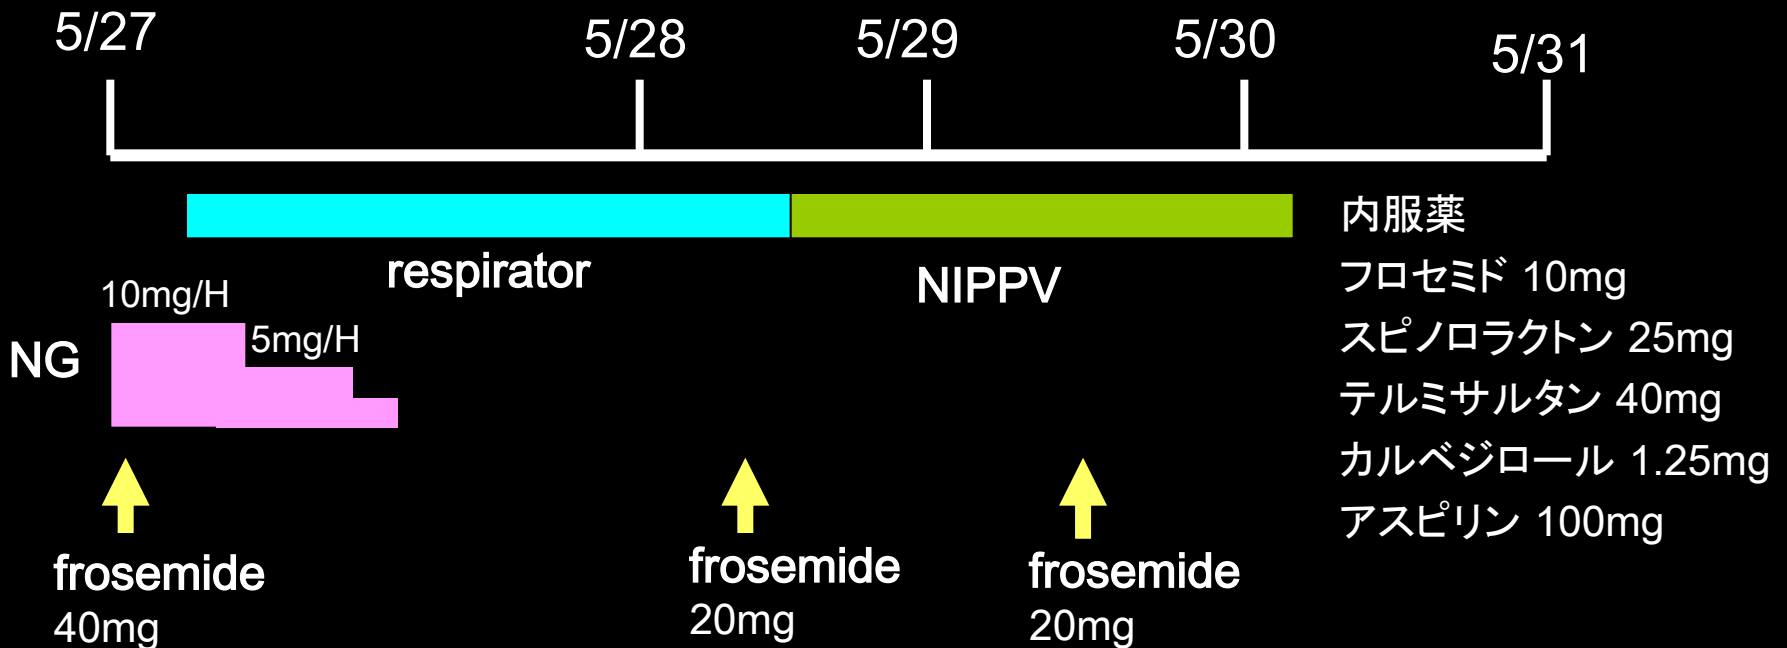 5/27
5/28
5/29
5/30
5/31
respirator
NIPPV
10mg/H
5mg/H
NG
frosemide
40mg
frosemide
20mg
frosemide
20mg
内服薬
フロセミド 10mg
スピノロラクトン 25mg
テルミサルタン 40mg
カルベジロール 1.25mg
アスピリン 100mg